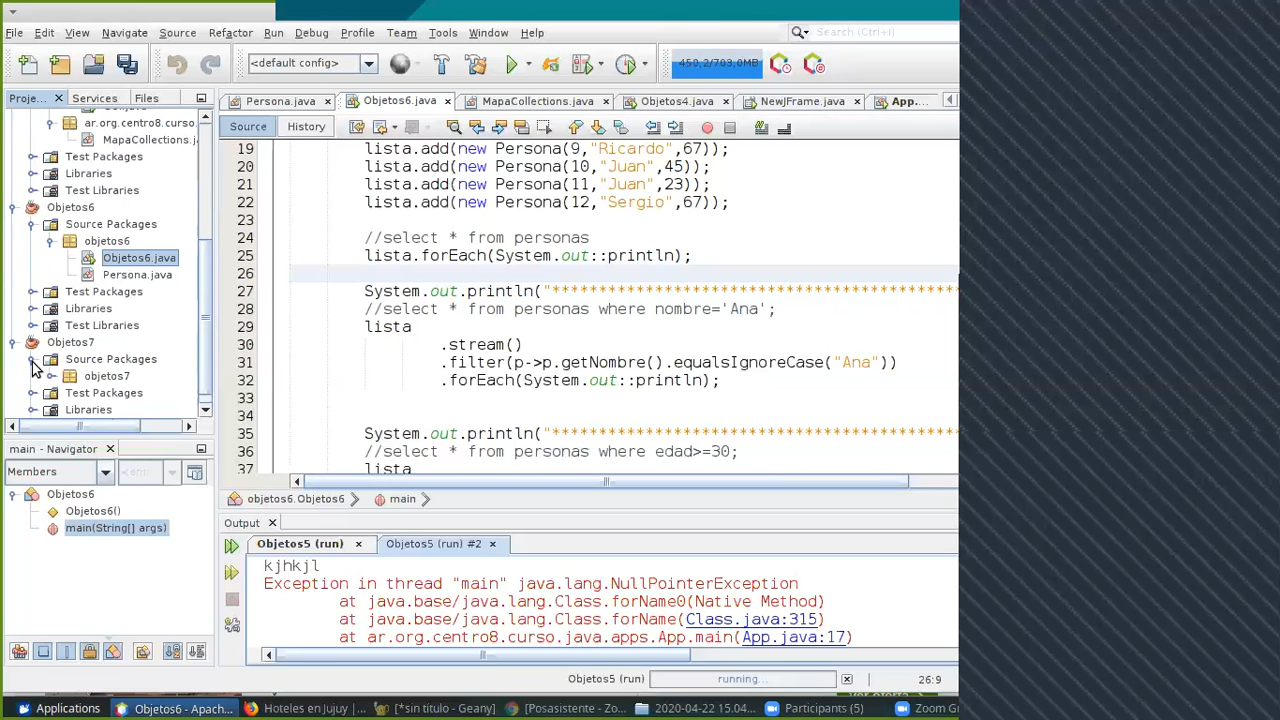 File Edit View Navigate Source Refactor Run Debug Profile Team Tools Window Help Search (Ctrl+I)
<default config> 450,2/703,0MB
Proje... Services Files Persona.java Objetos6.java MapaCollections.java Objetos4.java NewJFrame.java App....
Source History
ar.org.centro8.curso.
MapaCollections.j
Test Packages
Libraries
Test Libraries
Objetos6
Source Packages
objetos6
Objetos6.java
Persona.java
Test Packages
Libraries
Test Libraries
Objetos7
Source Packages
objetos7
Test Packages
Libraries
19 lista.add(new Persona(9,"Ricardo",67));
20 lista.add(new Persona(10,"Juan",45));
21 lista.add(new Persona(11,"Juan",23));
22 lista.add(new Persona(12,"Sergio",67));
23
24 //select * from personas
25 lista.forEach(System.out::println);
26
27 System.out.println("**********************************************
28 //select * from personas where nombre='Ana';
29 lista
30 .stream()
31 .filter(p->p.getNombre().equalsIgnoreCase("Ana"))
32 .forEach(System.out::println);
33
34
35 System.out.println("**********************************************
36 //select * from personas where edad>=30;
37 lista
objetos6.Objetos6 main
main - Navigator
Members <em
Objetos6
Objetos6()
main(String[] args)
Output
Objetos5 (run) Objetos5 (run) #2
kjhkjl
Exception in thread "main" java.lang.NullPointerException
at java.base/java.lang.Class.forName0(Native Method)
at java.base/java.lang.Class.forName(Class.java:315)
at ar.org.centro8.curso.java.apps.App.main(App.java:17)
Objetos5 (run) running... 26:9
Applications Objetos6 - Apach... Hoteles en Jujuy |... [*sin título - Geany] [Posasistente - Zo... 2020-04-22 15.04... Participants (5) Zoom Gr